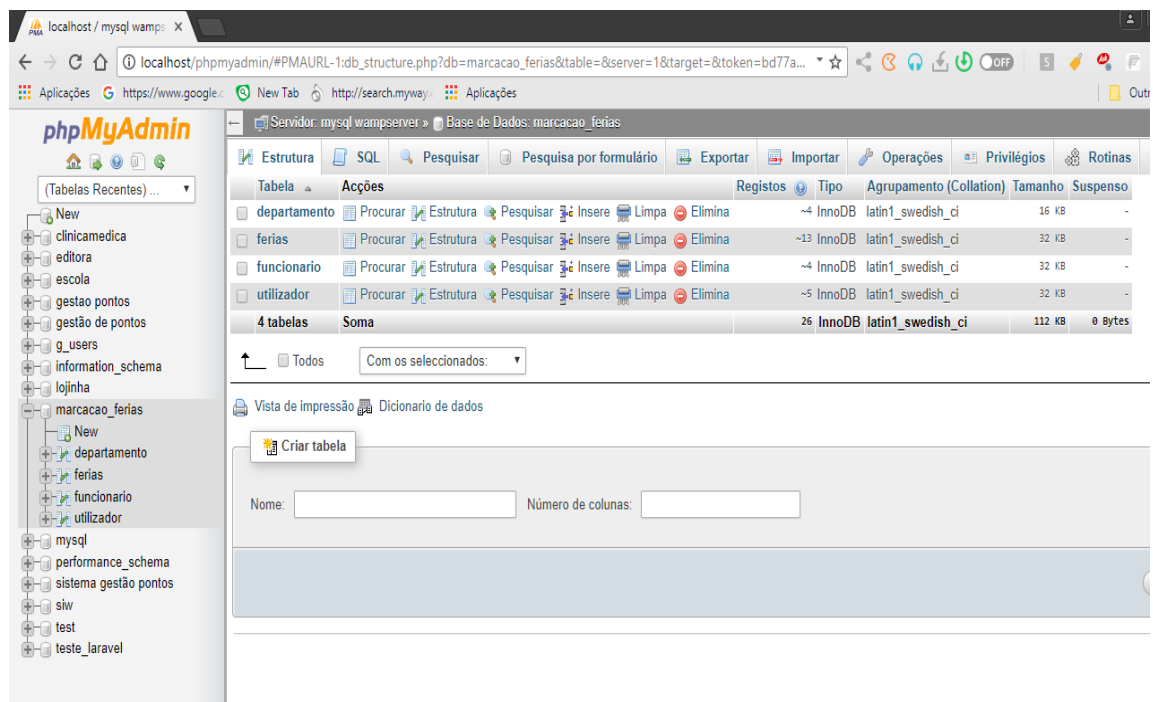 localhost / mysql wamps
localhost/phpmyadmin/#PMAURL-1:db_structure.php?db=marcacao_ferias&table=&server=1&target=&token=bd77a...
OFF
Aplicações https://www.google.c New Tab http://search.myway. Aplicações Outr
phpMyAdmin
(Tabelas Recentes) ...
New
clinicamedica
editora
escola
gestao pontos
gestão de pontos
g_users
information_schema
lojinha
marcacao_ferias
New
departamento
ferias
funcionario
utilizador
mysql
performance_schema
sistema gestão pontos
siw
test
teste_laravel
Servidor: mysql wampserver » Base de Dados: marcacao_ferias
Estrutura SQL Pesquisar Pesquisa por formulário Exportar Importar Operações Privilégios Rotinas
Tabela Acções Registos Tipo Agrupamento (Collation) Tamanho Suspenso
departamento Procurar Estrutura Pesquisar Insere Limpa Elimina ~4 InnoDB latin1_swedish_ci 16 KB -
ferias Procurar Estrutura Pesquisar Insere Limpa Elimina ~13 InnoDB latin1_swedish_ci 32 KB -
funcionario Procurar Estrutura Pesquisar Insere Limpa Elimina ~4 InnoDB latin1_swedish_ci 32 KB -
utilizador Procurar Estrutura Pesquisar Insere Limpa Elimina ~5 InnoDB latin1_swedish_ci 32 KB -
4 tabelas Soma 26 InnoDB latin1_swedish_ci 112 KB 0 Bytes
Todos Com os seleccionados:
Vista de impressão Dicionario de dados
Criar tabela
Nome: Número de colunas: